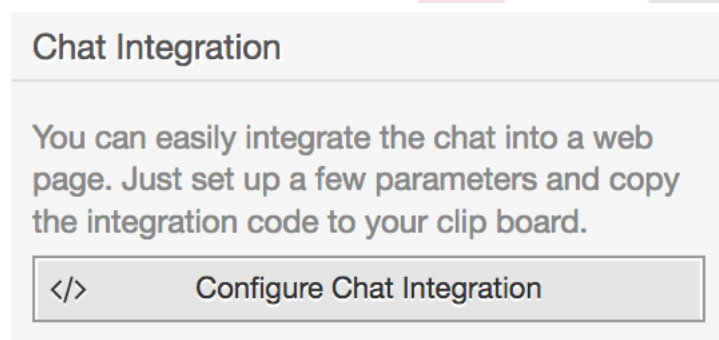 Chat Integration
You can easily integrate the chat into a web
page. Just set up a few parameters and copy
the integration code to your clip board.
</> Configure Chat Integration